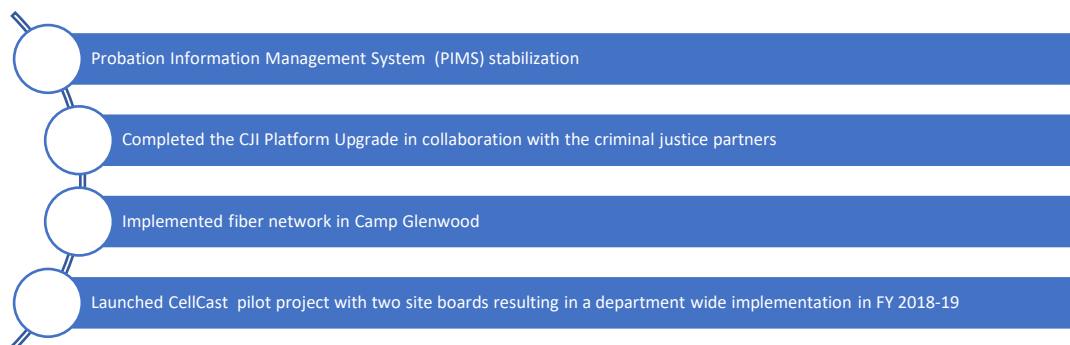 Probation Information Management System  (PIMS) stabilization
Completed the CJI Platform Upgrade in collaboration with the criminal justice partners
Implemented fiber network in Camp Glenwood
Launched CellCast  pilot project with two site boards resulting in a department wide implementation in FY 2018-19